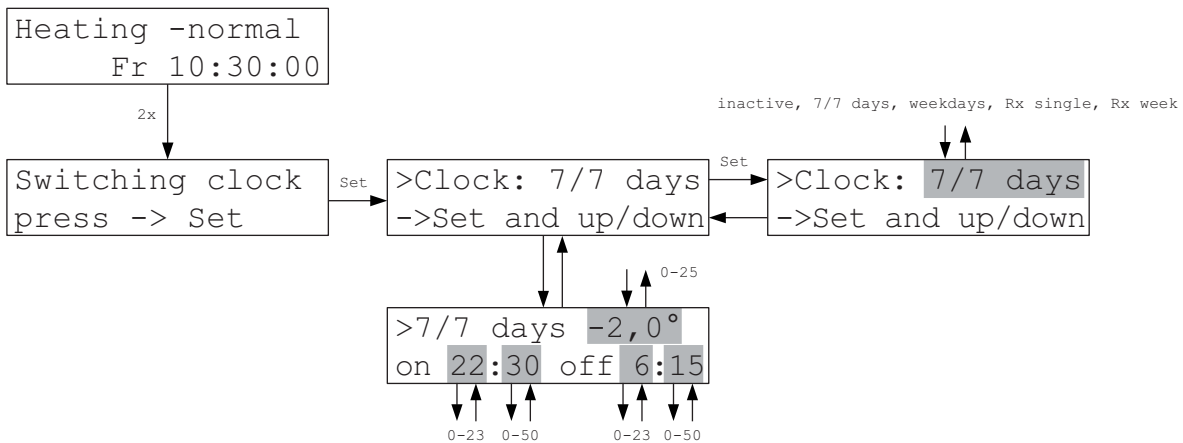 Heating -normal
Fr 10:30:00
2x
inactive, 7/7 days, weekdays, Rx single, Rx week
Switching clock
press -> Set
Set
>Clock: 7/7 days
->Set and up/down
Set
>Clock: 7/7 days
->Set and up/down
0-25
>7/7 days -2,0°
on 22:30 off 6:15
0-23 0-50 0-23 0-50